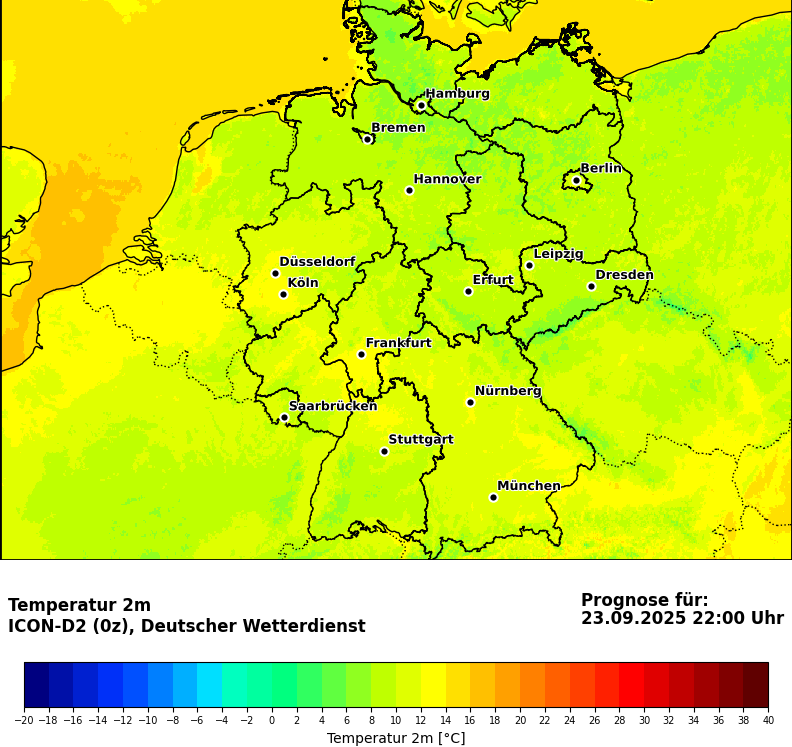 Hamburg
Bremen
Berlin
Hannover
Leipzig
Düsseldorf
Dresden
Köln
Erfurt
Frankfurt
Nürnberg
Saarbrücken
Stuttgart
München
Temperatur 2m
ICON-D2 (0z), Deutscher Wetterdienst
Prognose für:
23.09.2025 22:00 Uhr
−20 −18 −16 −14 −12 −10 −8 −6 −4 −2 0 2 4 6 8 10 12 14 16 18 20 22 24 26 28 30 32 34 36 38 40
Temperatur 2m [°C]